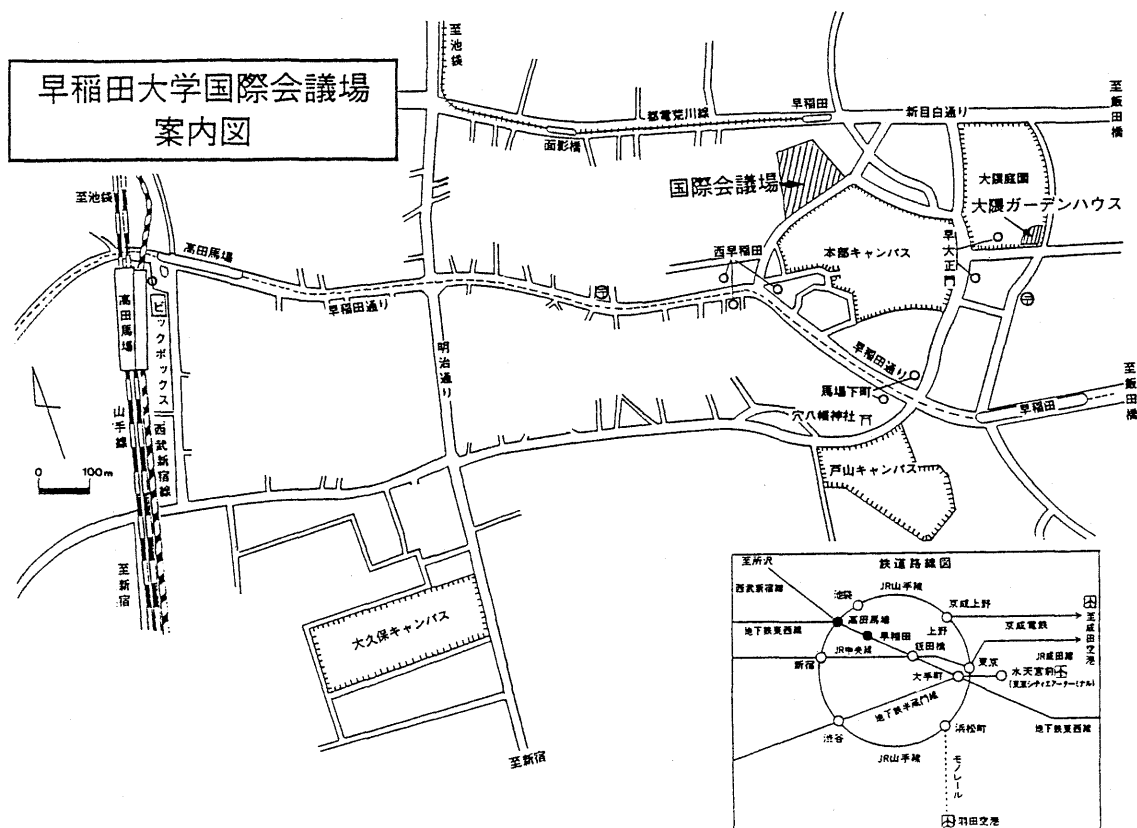 早稲田大学国際会議場
案内図
至池袋
都電荒川線
早稲田
新目白通り
至飯田橋
面影橋
国際会議場
大隈庭園
大隈ガーデンハウス
至池袋
高田馬場
高田馬場
ビックボックス
早稲田通り
西早稲田
本部キャンパス
早大正門
明治通り
早稲田通り
馬場下町
穴八幡神社
早稲田
至飯田橋
山手線
西武新宿線
0 100m
戸山キャンパス
至新宿
大久保キャンパス
至新宿
鉄道路線図
至所沢
西武新宿線
池袋
JR山手線
京成上野
高田馬場
上野
京成電鉄
至成田空港
地下鉄東西線
早稲田
飯田橋
新宿
JR中央線
東京
JR成田線
大手町
水天宮前
(東京シティエアーターミナル)
地下鉄半蔵門線
渋谷
浜松町
地下鉄東西線
JR山手線
モノレール
羽田空港